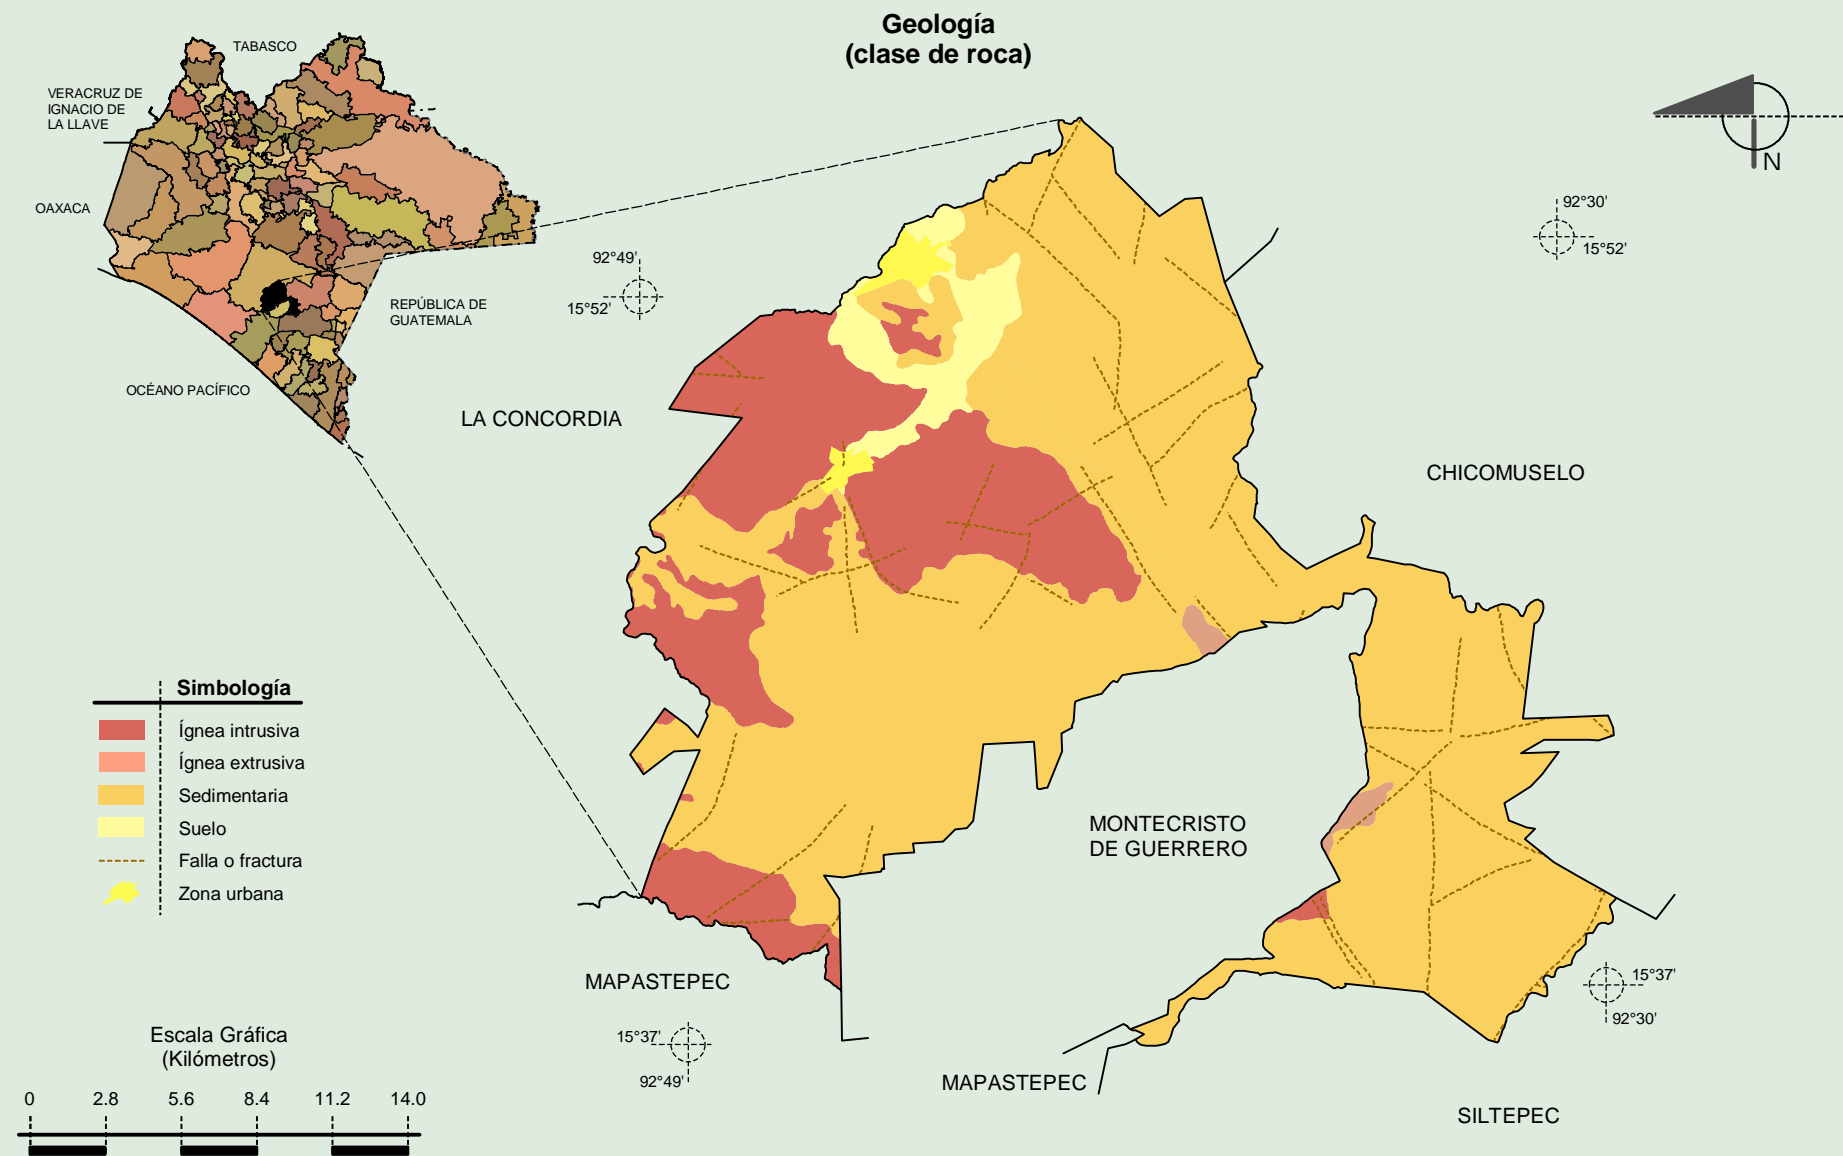 Geología
(clase de roca)
TABASCO
VERACRUZ DE
IGNACIO DE
LA LLAVE
OAXACA
REPÚBLICA DE
GUATEMALA
OCÉANO PACÍFICO
N
92°49'
15°52'
92°30'
15°52'
LA CONCORDIA
CHICOMUSELO
MONTECRISTO
DE GUERRERO
MAPASTEPEC
MAPASTEPEC
SILTEPEC
15°37'
92°49'
15°37'
92°30'
Simbología
Ígnea intrusiva
Ígnea extrusiva
Sedimentaria
Suelo
Falla o fractura
Zona urbana
Escala Gráfica
(Kilómetros)
0 2.8 5.6 8.4 11.2 14.0